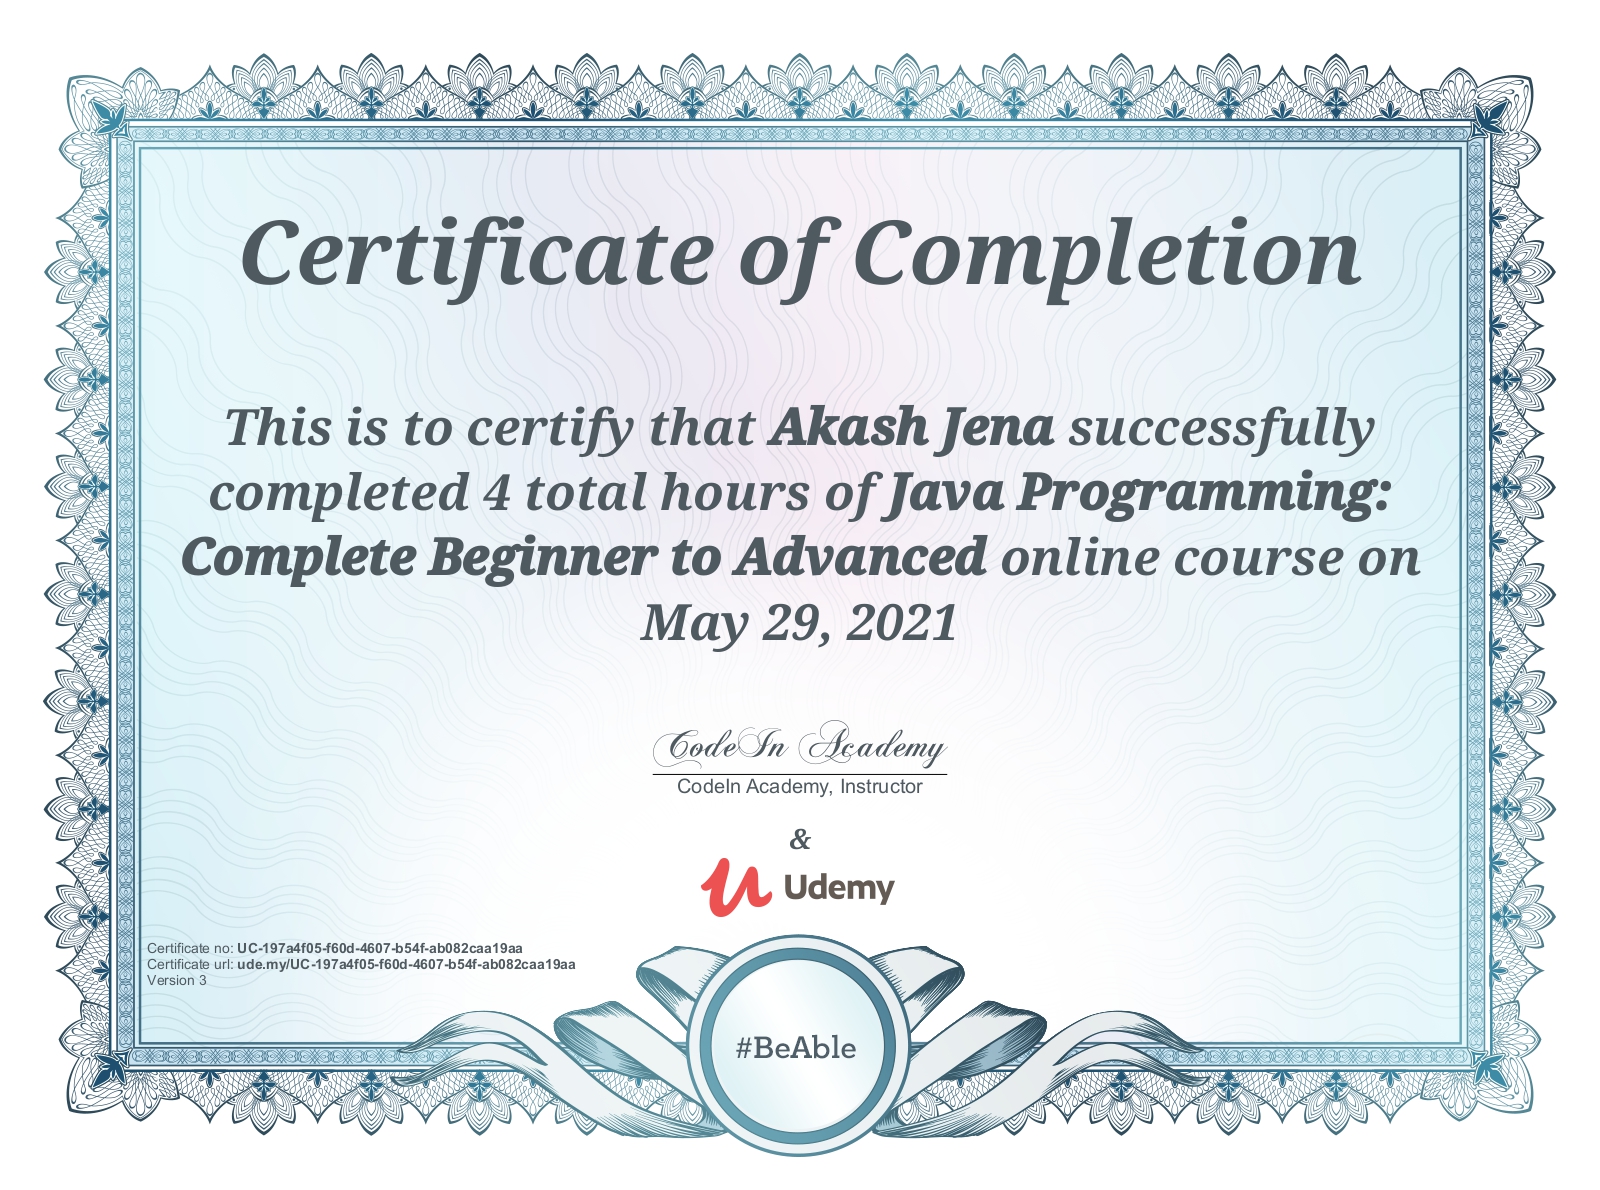 Certificate of Completion
This is to certify that Akash Jena successfully
completed 4 total hours of Java Programming:
Complete Beginner to Advanced online course on
May 29, 2021
CodeIn Academy
CodeIn Academy, Instructor
&
Udemy
Certificate no: UC-197a4f05-f60d-4607-b54f-ab082caa19aa
Certificate url: ude.my/UC-197a4f05-f60d-4607-b54f-ab082caa19aa
Version 3
#BeAble